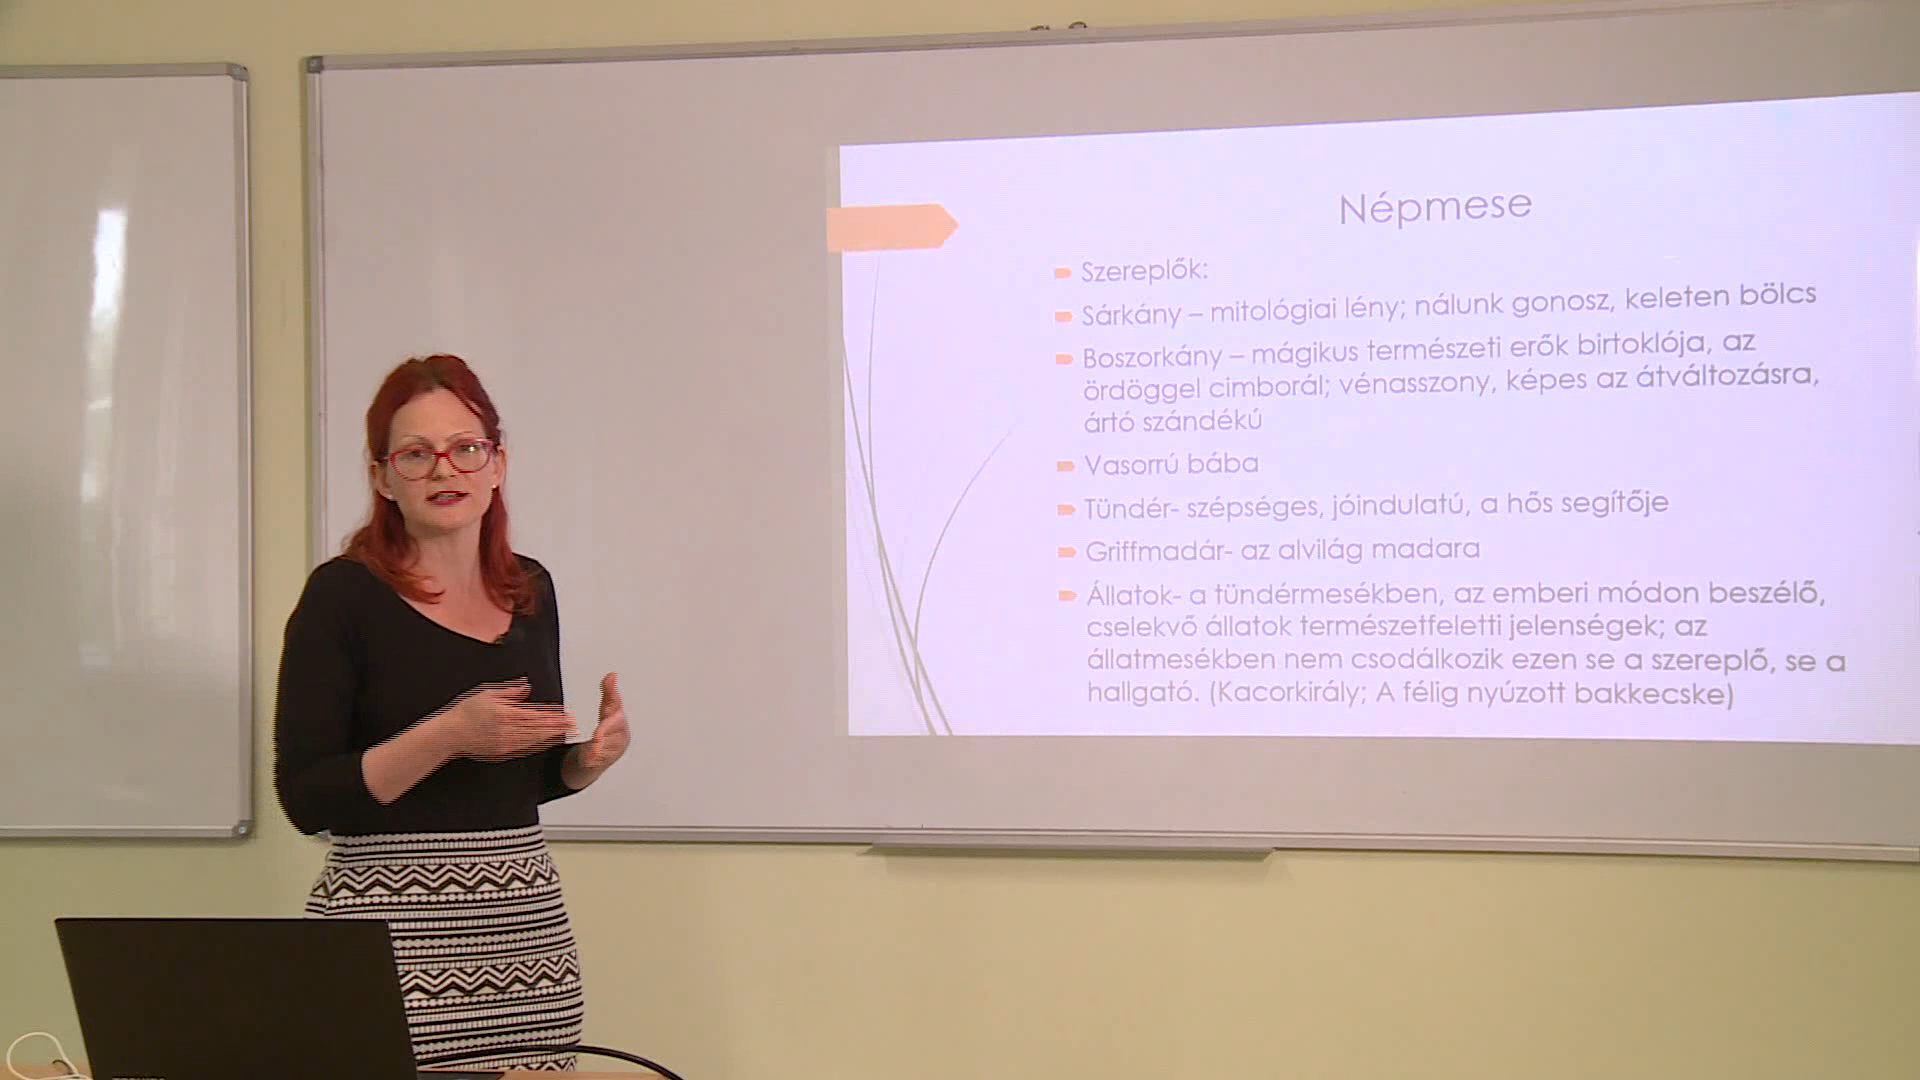 Népmese
Szereplők:
Sárkány – mitológiai lény; nálunk gonosz, keleten bölcs
Boszorkány – mágikus természeti erők birtoklója, az
ördöggel cimborál; vénasszony, képes az átváltozásra,
ártó szándékú
Vasorrú bába
Tündér- szépséges, jóindulatú, a hős segítője
Griffmadár- az alvilág madara
Állatok- a tündérmesékben, az emberi módon beszélő,
cselekvő állatok természetfeletti jelenségek; az
állatmesékben nem csodálkozik ezen se a szereplő, se a
hallgató. (Kacorkirály; A félig nyúzott bakkecske)